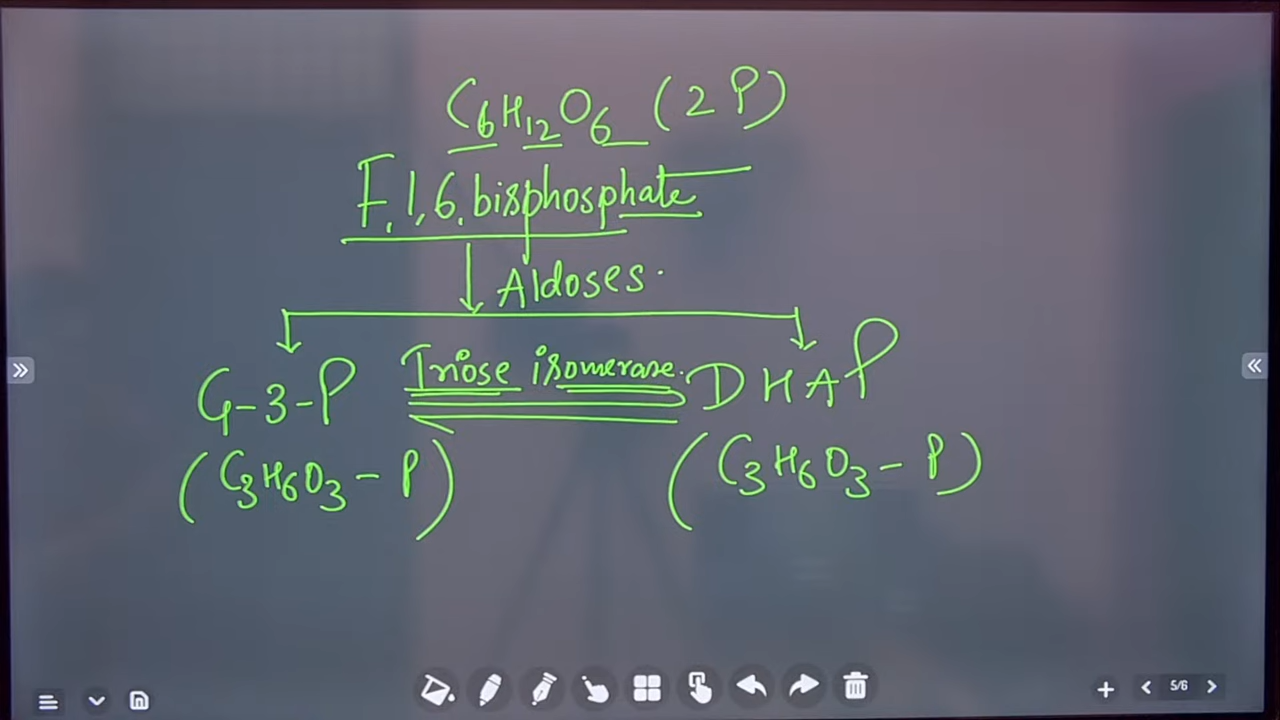 C6H12O6 (2 P)
F.1,6.bisphosphate
Aldoses.
Triose isomerase.
G-3-P
DHAP
(C3H6O3-P)
(C3H6O3-P)
5/6